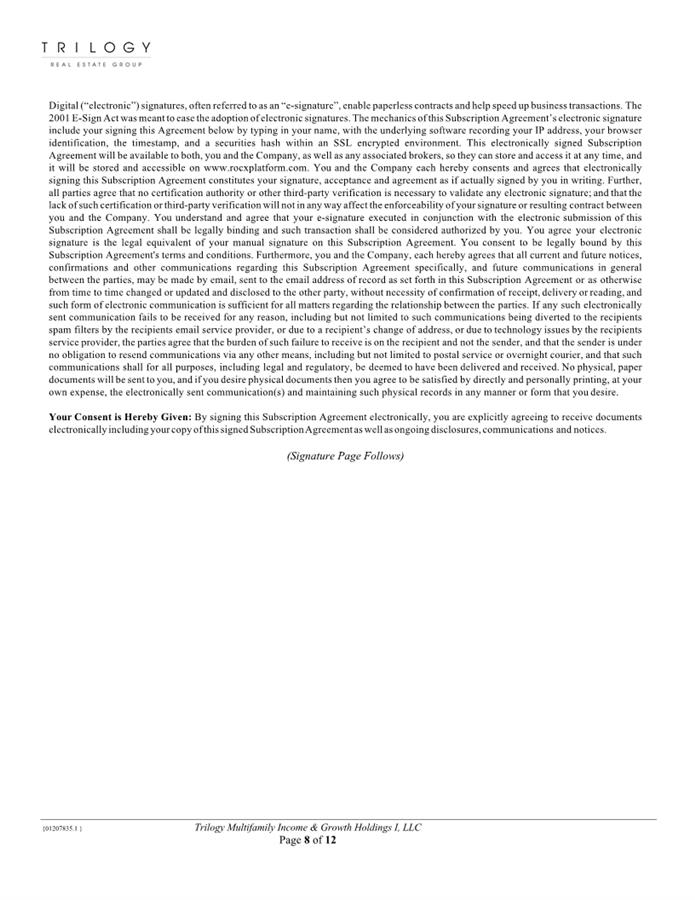 TRILOGY
REAL ESTATE GROUP
Digital (“electronic”) signatures, often referred to as an “e-signature”, enable paperless contracts and help speed up business transactions. The
2001 E-Sign Act was meant to ease the adoption of electronic signatures. The mechanics of this Subscription Agreement’s electronic signature
include your signing this Agreement below by typing in your name, with the underlying software recording your IP address, your browser
identification, the timestamp, and a securities hash within an SSL encrypted environment. This electronically signed Subscription
Agreement will be available to both, you and the Company, as well as any associated brokers, so they can store and access it at any time, and
it will be stored and accessible on www.rocxplatform.com. You and the Company each hereby consents and agrees that electronically
signing this Subscription Agreement constitutes your signature, acceptance and agreement as if actually signed by you in writing. Further,
all parties agree that no certification authority or other third-party verification is necessary to validate any electronic signature; and that the
lack of such certification or third-party verification will not in any way affect the enforceability of your signature or resulting contract between
you and the Company. You understand and agree that your e-signature executed in conjunction with the electronic submission of this
Subscription Agreement shall be legally binding and such transaction shall be considered authorized by you. You agree your electronic
signature is the legal equivalent of your manual signature on this Subscription Agreement. You consent to be legally bound by this
Subscription Agreement's terms and conditions. Furthermore, you and the Company, each hereby agrees that all current and future notices,
confirmations and other communications regarding this Subscription Agreement specifically, and future communications in general
between the parties, may be made by email, sent to the email address of record as set forth in this Subscription Agreement or as otherwise
from time to time changed or updated and disclosed to the other party, without necessity of confirmation of receipt, delivery or reading, and
such form of electronic communication is sufficient for all matters regarding the relationship between the parties. If any such electronically
sent communication fails to be received for any reason, including but not limited to such communications being diverted to the recipients
spam filters by the recipients email service provider, or due to a recipient’s change of address, or due to technology issues by the recipients
service provider, the parties agree that the burden of such failure to receive is on the recipient and not the sender, and that the sender is under
no obligation to resend communications via any other means, including but not limited to postal service or overnight courier, and that such
communications shall for all purposes, including legal and regulatory, be deemed to have been delivered and received. No physical, paper
documents will be sent to you, and if you desire physical documents then you agree to be satisfied by directly and personally printing, at your
own expense, the electronically sent communication(s) and maintaining such physical records in any manner or form that you desire.
Your Consent is Hereby Given: By signing this Subscription Agreement electronically, you are explicitly agreeing to receive documents
electronically including your copy of this signed Subscription Agreement as well as ongoing disclosures, communications and notices.
(Signature Page Follows)
{01207835.1 }
Trilogy Multifamily Income & Growth Holdings I, LLC
Page 8 of 12